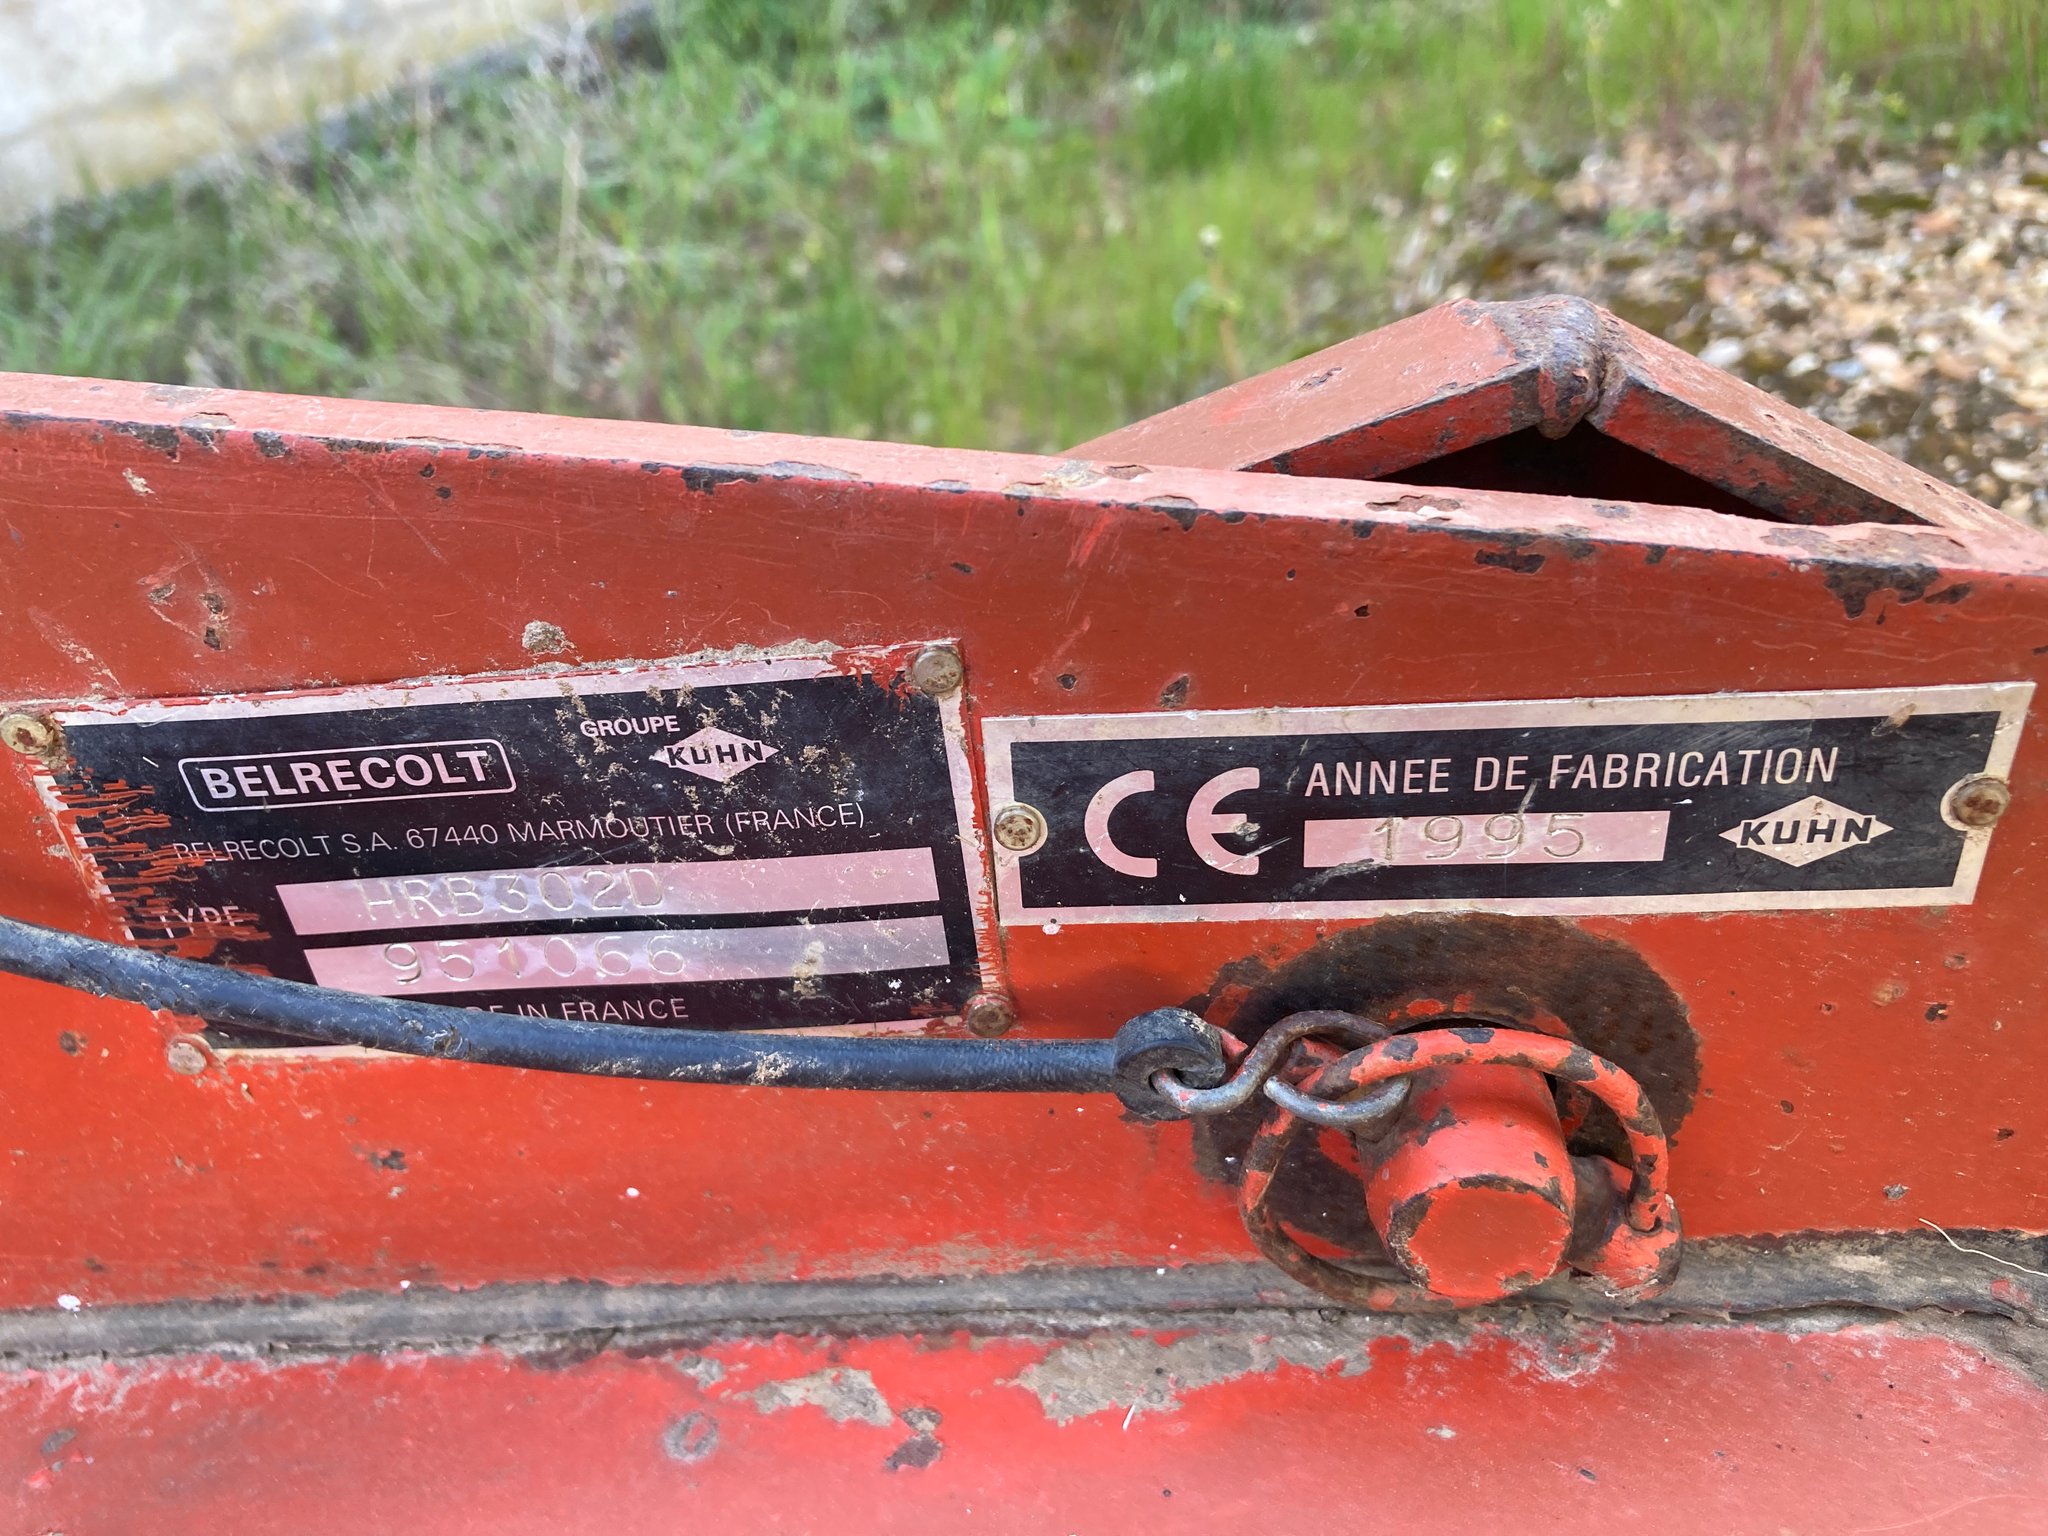 BELRECOLT
GROUPE
KUHN
BELRECOLT S.A. 67440 MARMOUTIER (FRANCE)
TYPE HRB302D
951066
IN FRANCE
CE
ANNEE DE FABRICATION
1995
KUHN